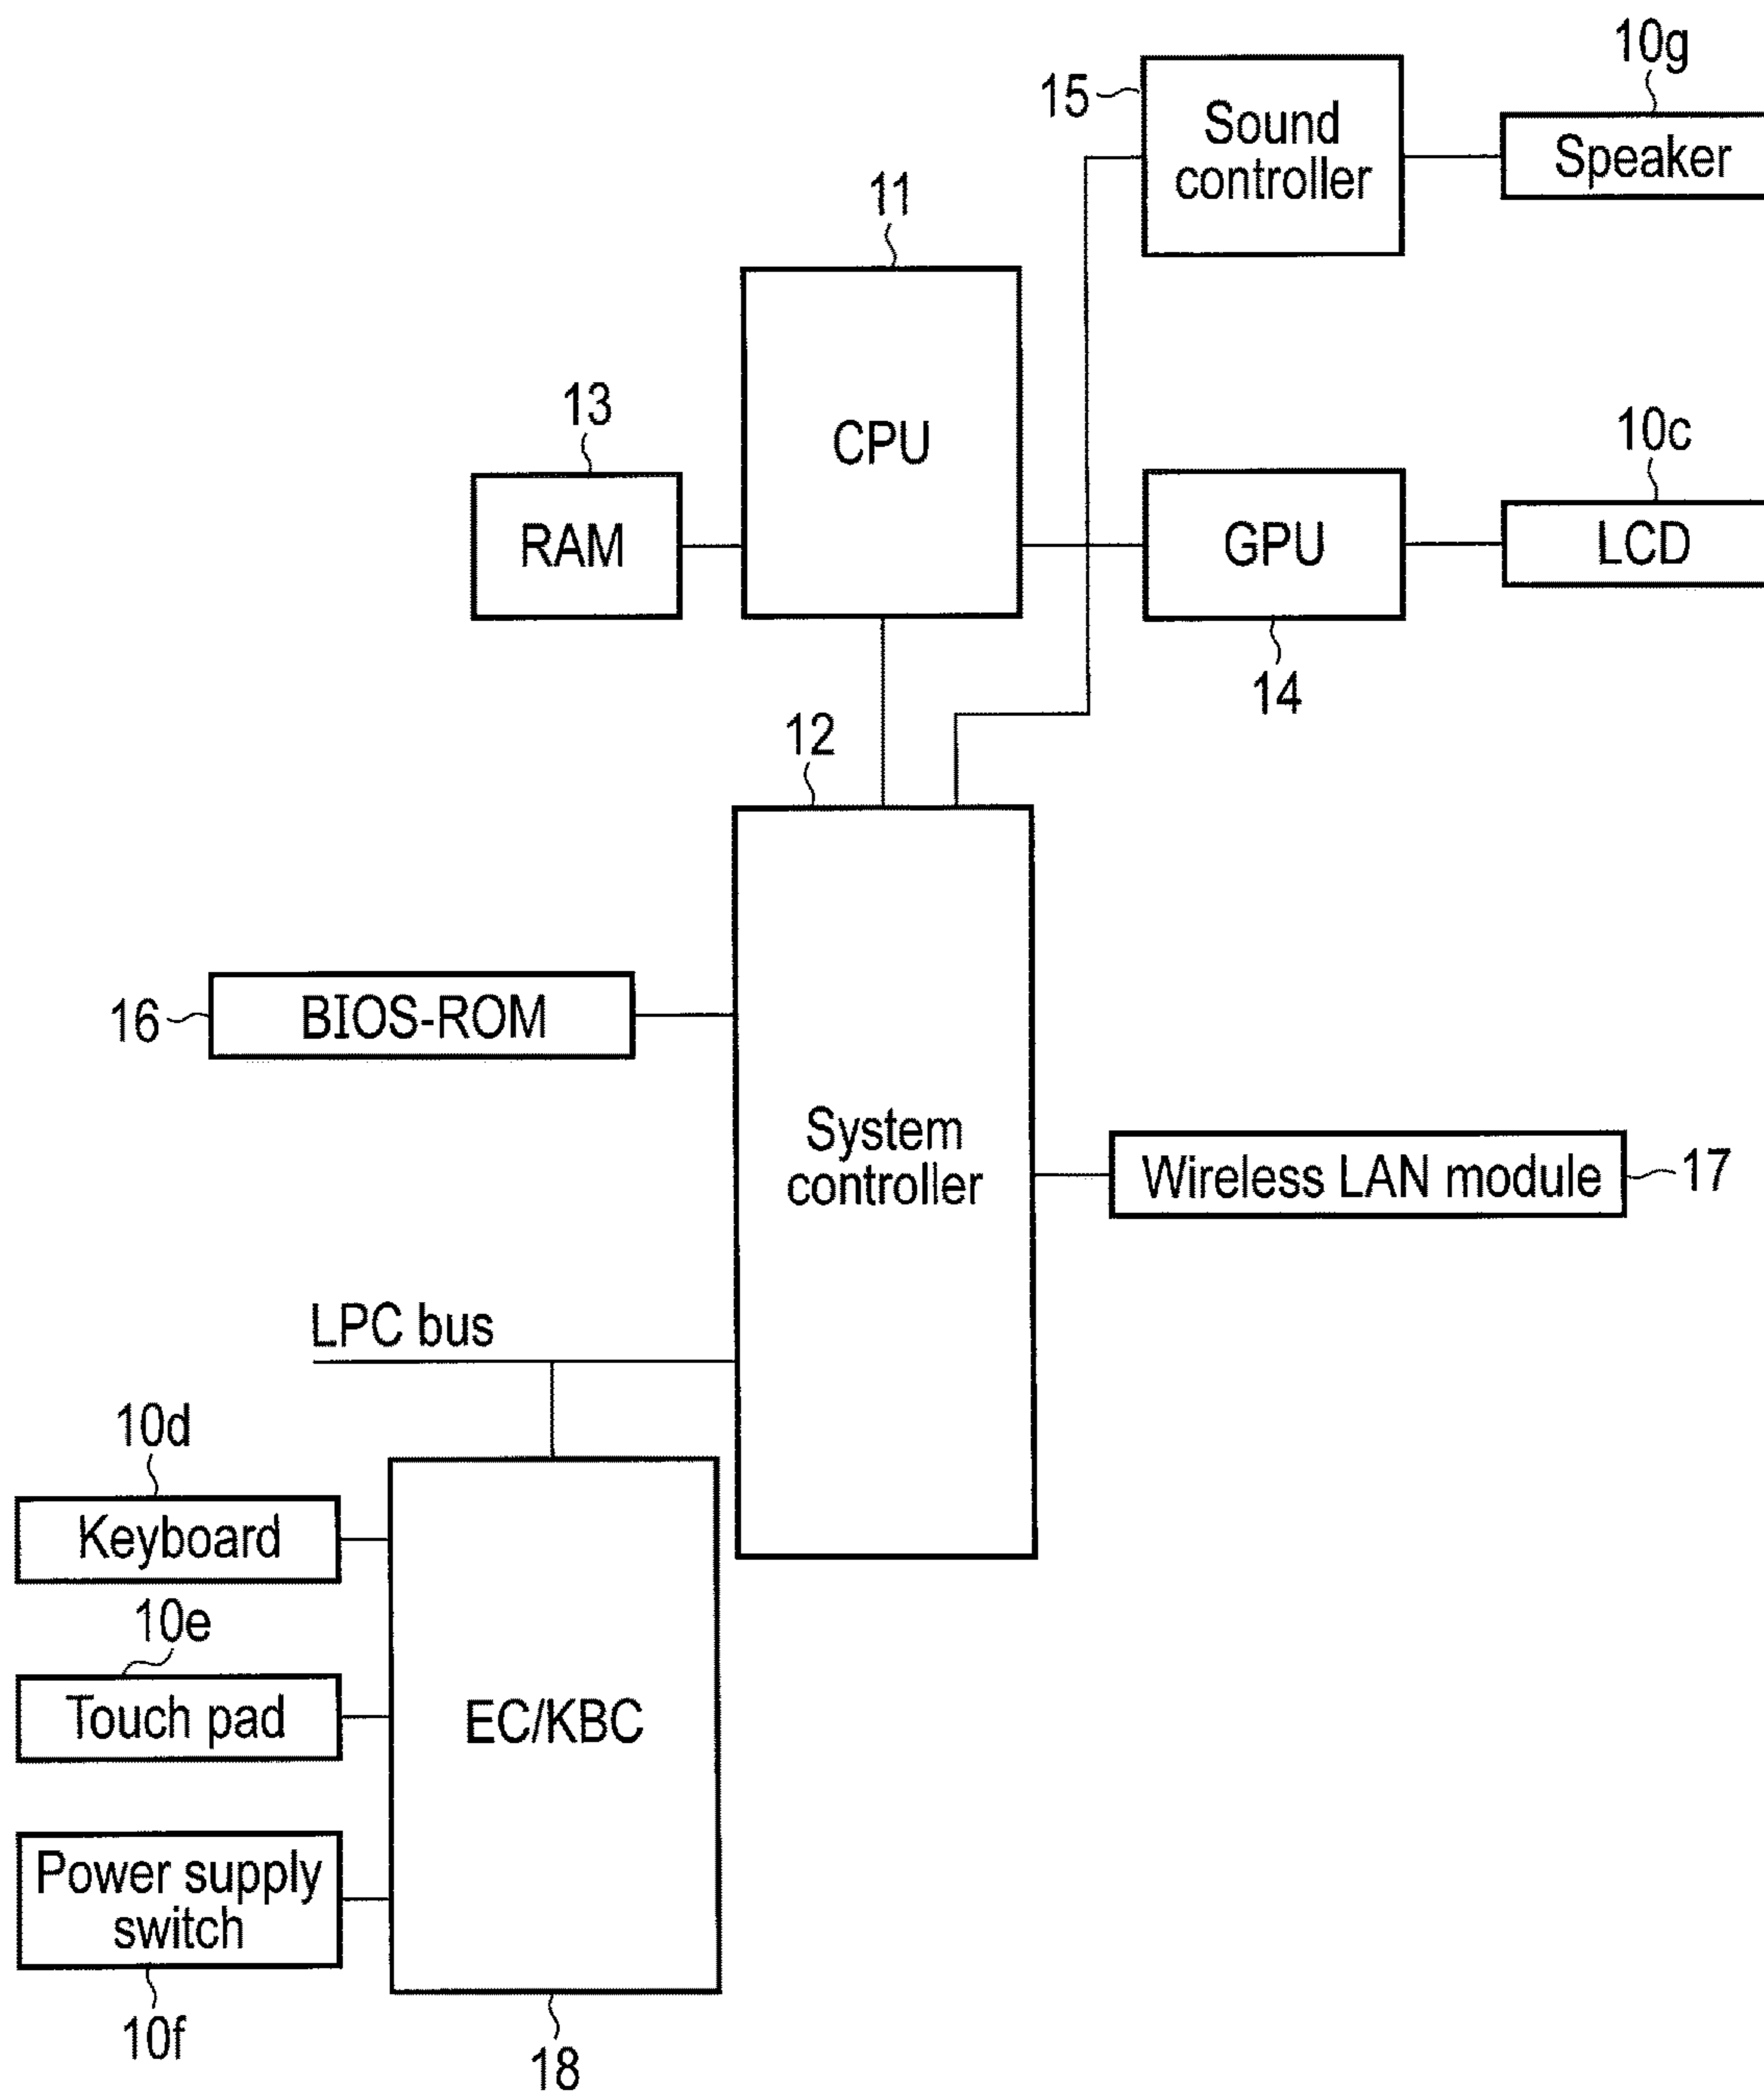 10g
15
Sound
controller
Speaker
11
CPU
13
RAM
10c
GPU
LCD
14
12
16
BIOS-ROM
System
controller
Wireless LAN module
17
LPC bus
10d
Keyboard
10e
Touch pad
EC/KBC
Power supply
switch
10f
18